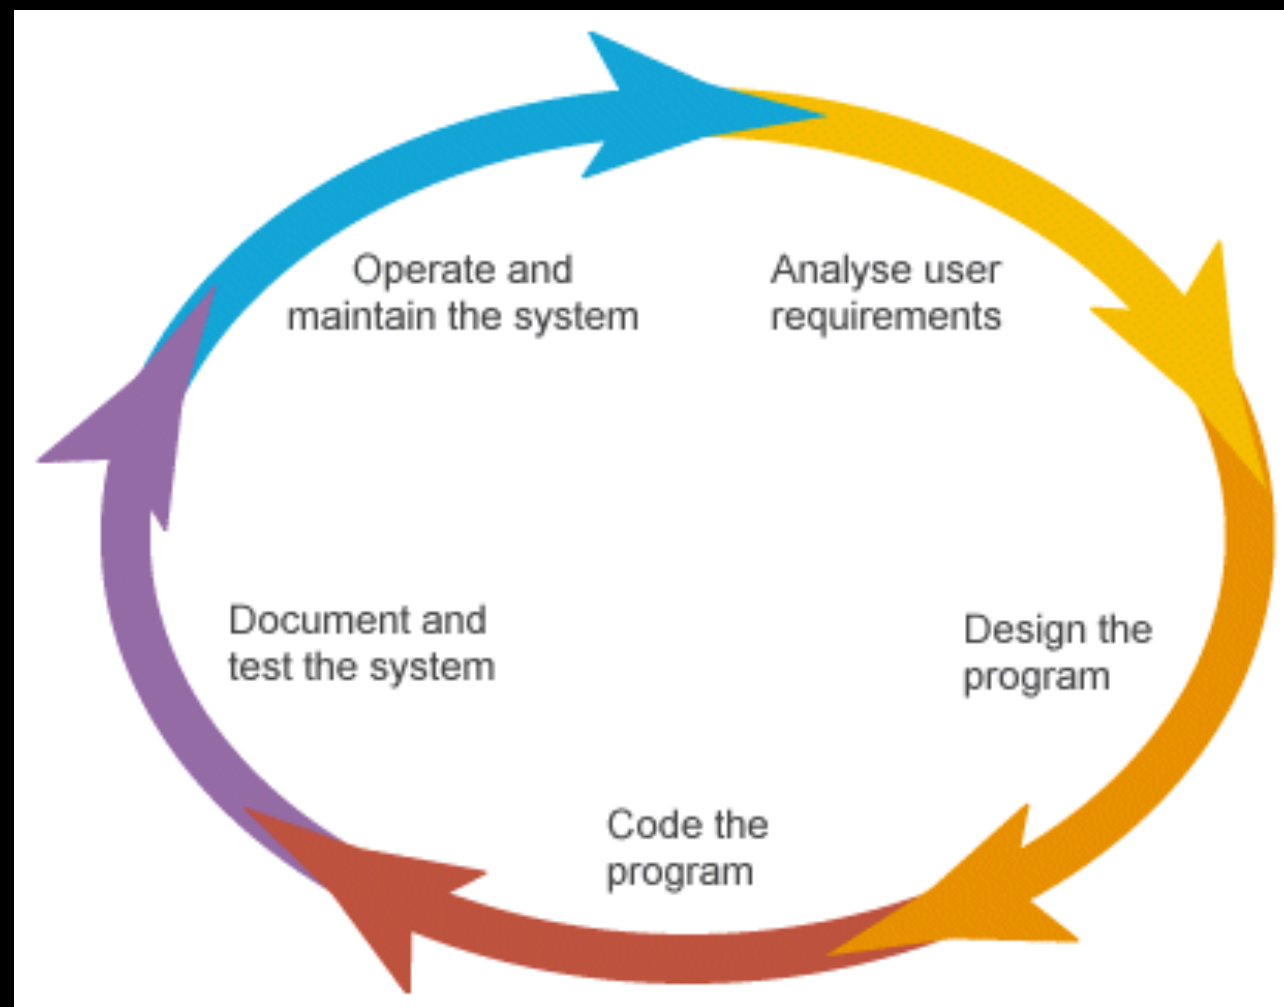 Operate and
maintain the system
Analyse user
requirements
Document and
test the system
Design the
program
Code the
program